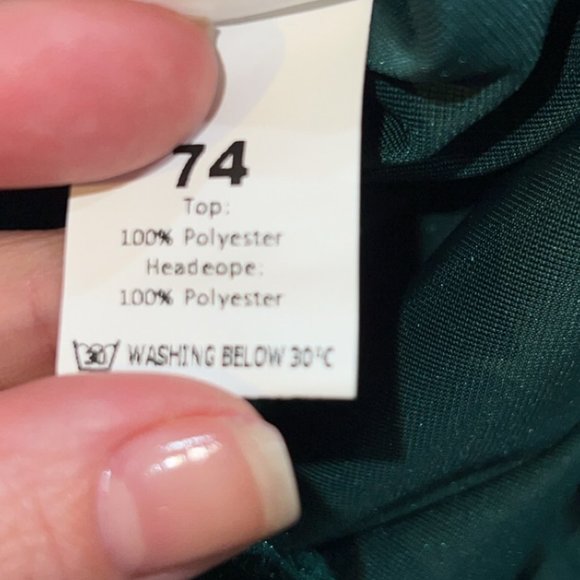 74
Top:
100% Polyester
Headeope:
100% Polyester
30 WASHING BELOW 30°C